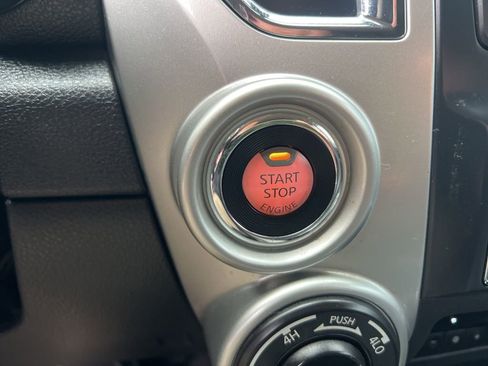 START
STOP
ENGINE
4H PUSH 4LO